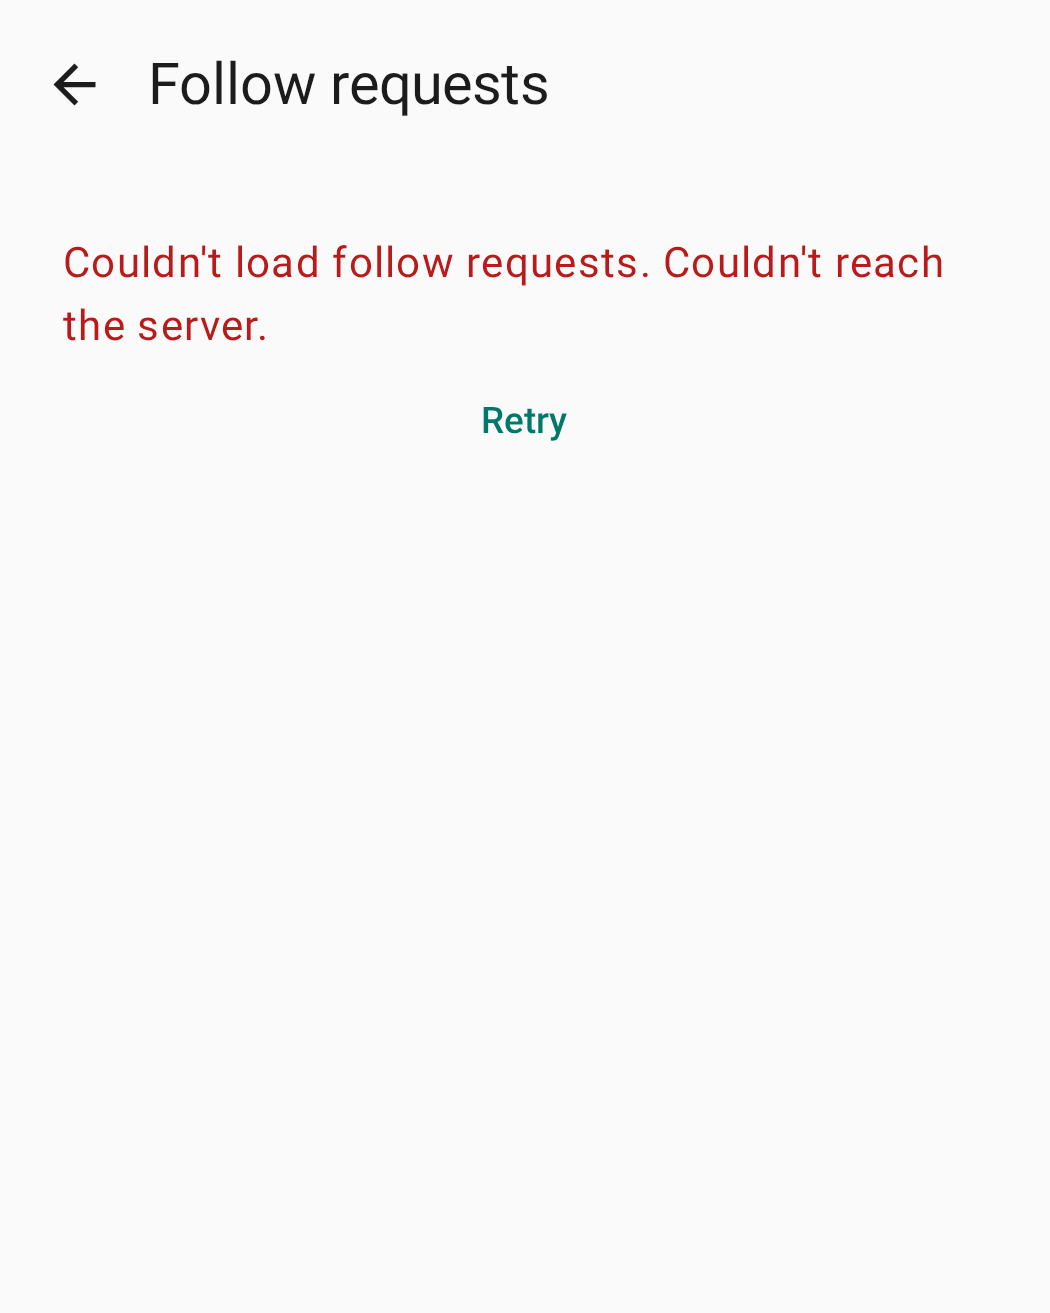 Follow requests
Couldn't load follow requests. Couldn't reach
the server.
Retry